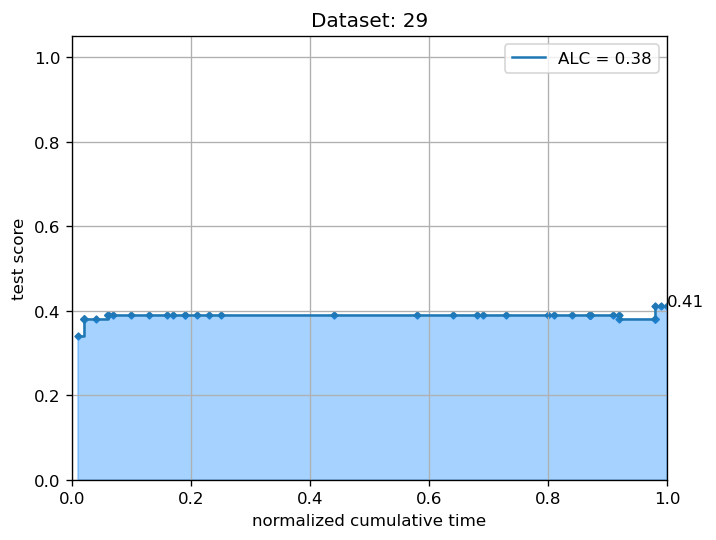 Dataset: 29
ALC = 0.38
1.0
0.8
0.6
0.4
0.2
0.0
test score
0.41
0.0 0.2 0.4 0.6 0.8 1.0
normalized cumulative time